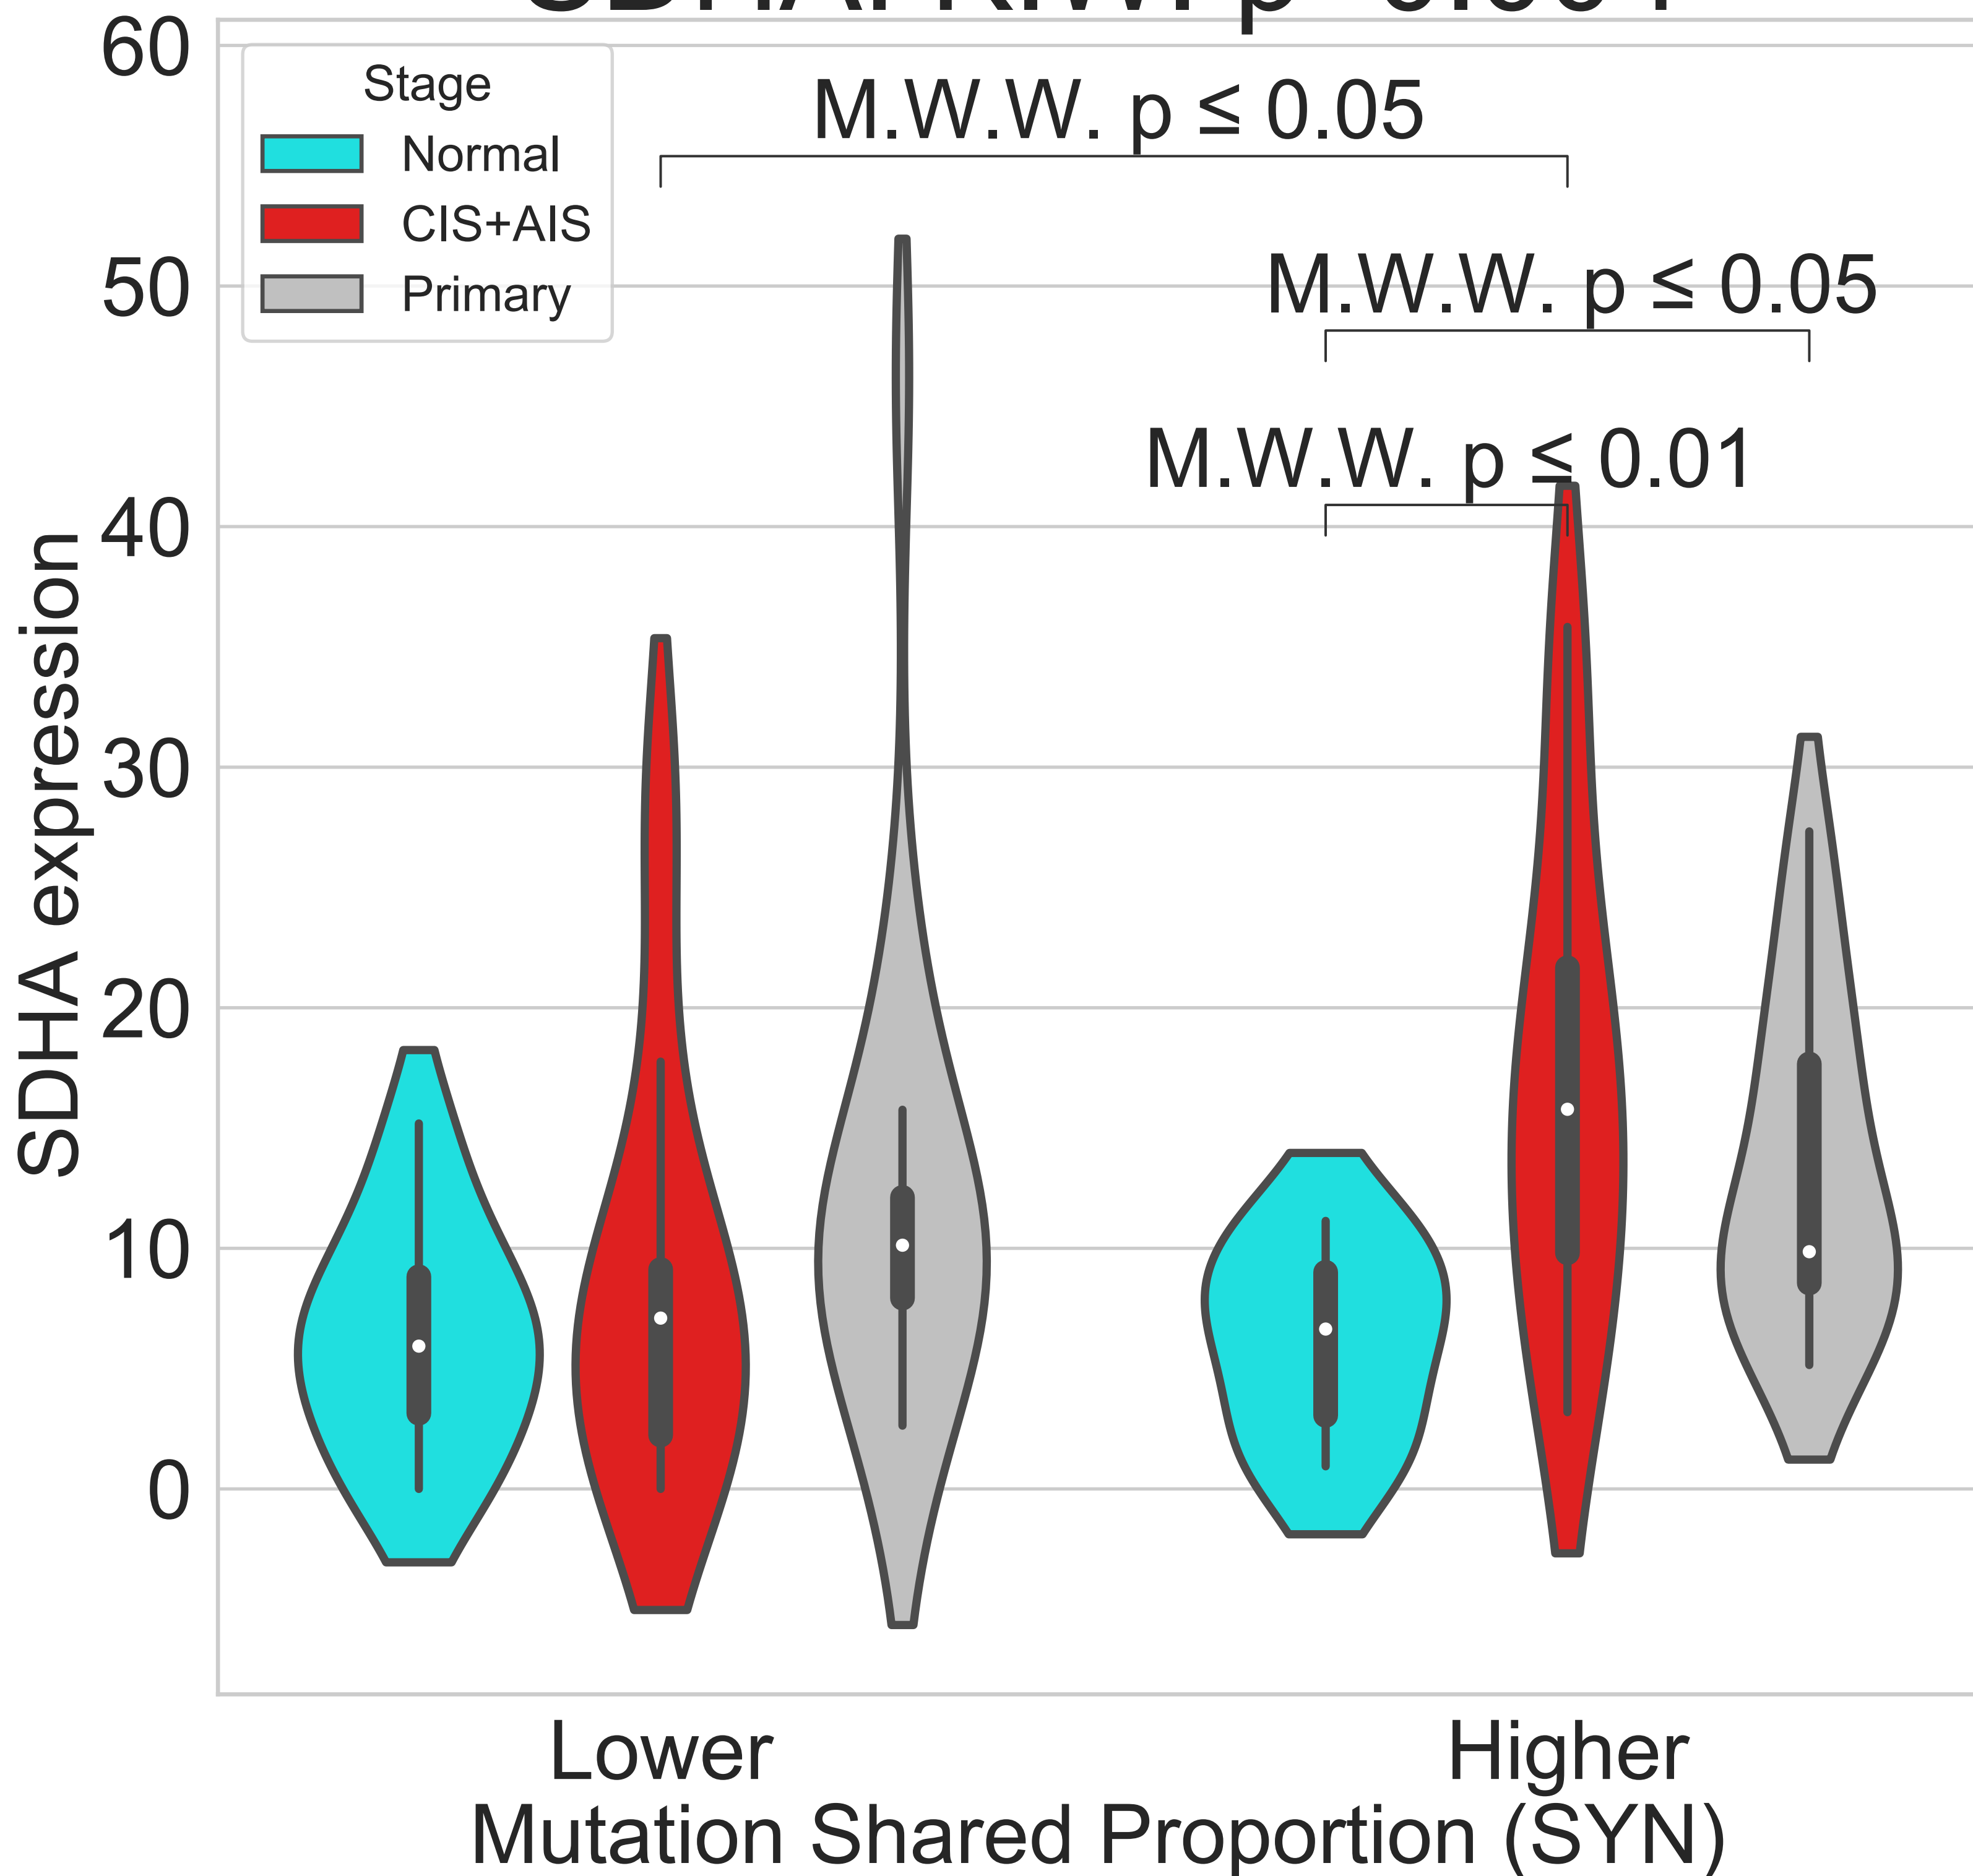 60
Stage
Normal
CIS+AIS
Primary
M.W.W. p ≤ 0.05
M.W.W. p ≤ 0.05
M.W.W. p ≤ 0.01
50
40
30
20
10
0
SDHA expression
Lower
Higher
Mutation Shared Proportion (SYN)